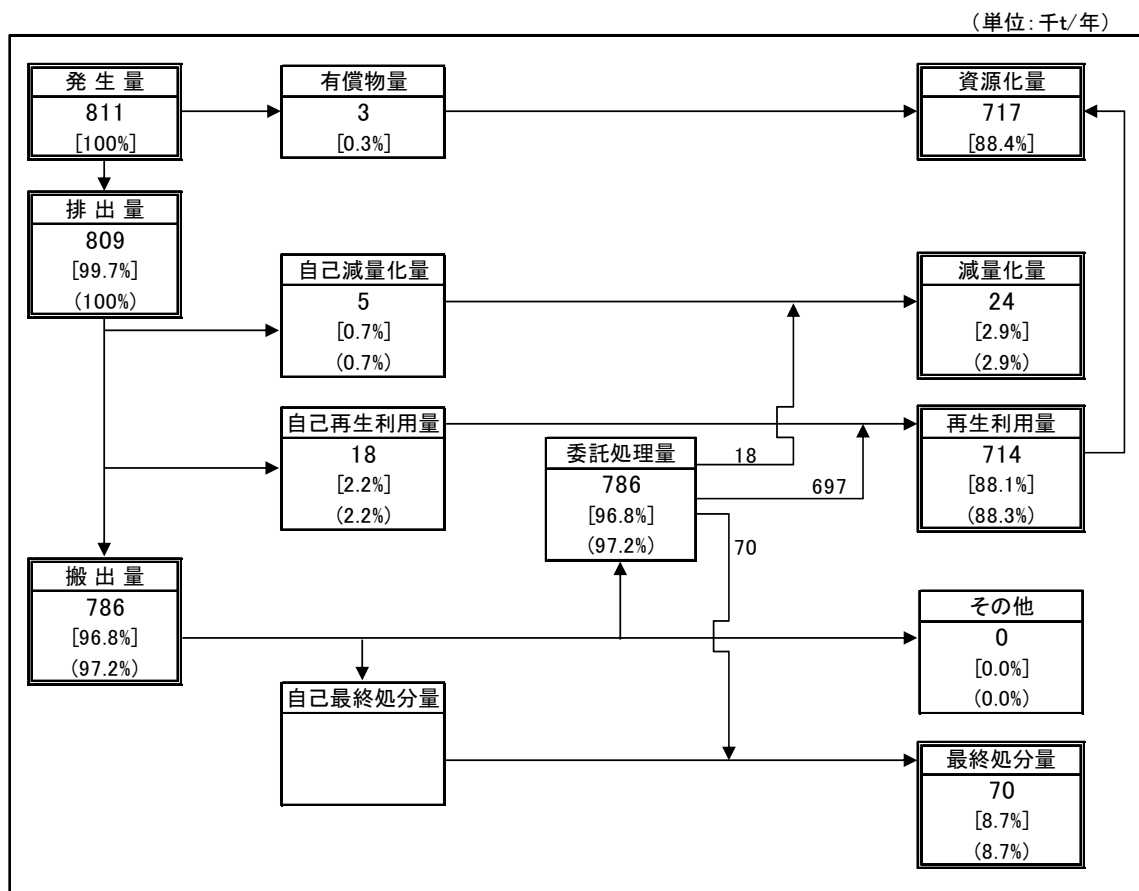 （単位：千t/年）
発 生 量
811
[100%]
有償物量
3
[0.3%]
資源化量
717
[88.4%]
排 出 量
809
[99.7%]
(100%)
自己減量化量
5
[0.7%]
(0.7%)
減量化量
24
[2.9%]
(2.9%)
自己再生利用量
18
[2.2%]
(2.2%)
委託処理量
786
[96.8%]
(97.2%)
18
697
70
再生利用量
714
[88.1%]
(88.3%)
搬 出 量
786
[96.8%]
(97.2%)
その他
0
[0.0%]
(0.0%)
自己最終処分量
最終処分量
70
[8.7%]
(8.7%)